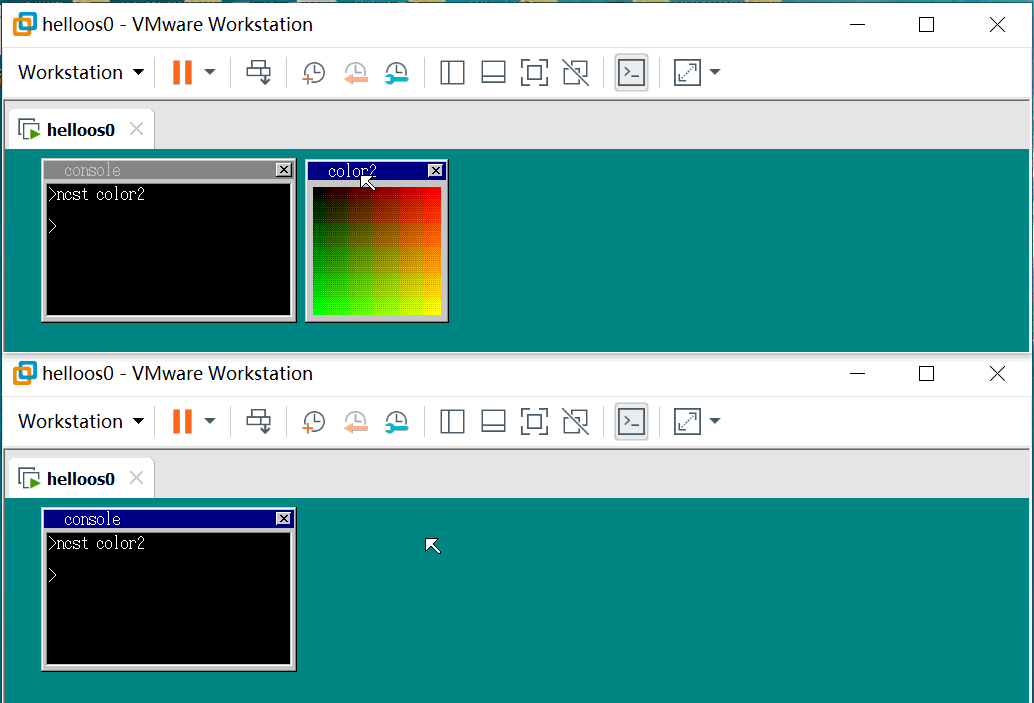 helloos0 - VMware Workstation
Workstation
helloos0
console
color2
>ncst color2
>
helloos0 - VMware Workstation
Workstation
helloos0
console
>ncst color2
>